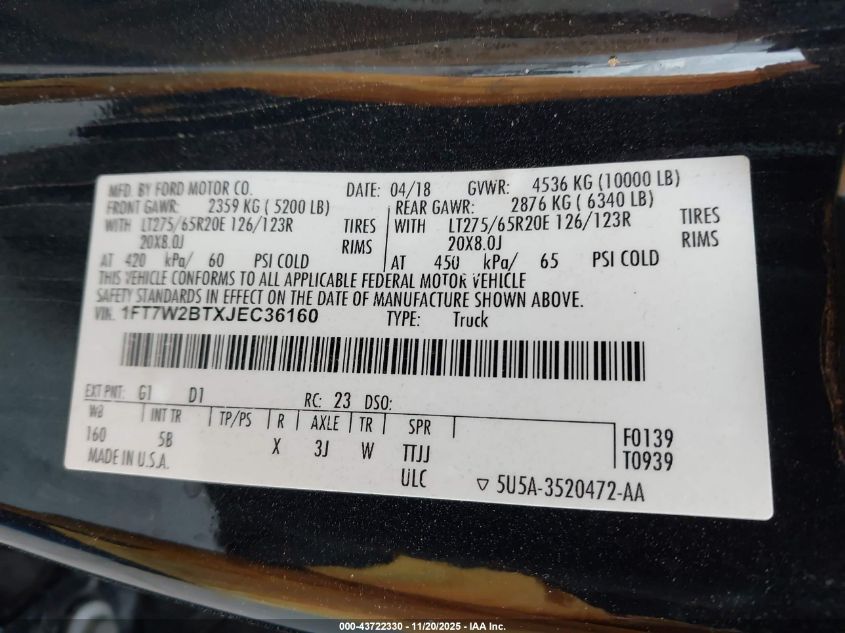 MFD. BY FORD MOTOR CO. DATE: 04/18 GVWR: 4536 KG (10000 LB)
FRONT GAWR: 2359 KG ( 5200 LB) REAR GAWR: 2876 KG ( 6340 LB)
WITH LT275/65R20E 126/123R TIRES WITH LT275/65R20E 126/123R TIRES
20X8.0J RIMS 20X8.0J RIMS
AT 420 kPa/ 60 PSI COLD AT 450 kPa/ 65 PSI COLD
THIS VEHICLE CONFORMS TO ALL APPLICABLE FEDERAL MOTOR VEHICLE
SAFETY STANDARDS IN EFFECT ON THE DATE OF MANUFACTURE SHOWN ABOVE.
VIN: 1FT7W2BTXJEC36160 TYPE: Truck
EXT PNT: G1 D1 RC: 23 DSO:
WB INT TR TP/PS R AXLE TR SPR
160 5B X 3J W TTJJ F0139
MADE IN U.S.A. ULC T0939
5U5A-3520472-AA
000-43722330 - 11/20/2025 - IAA Inc.